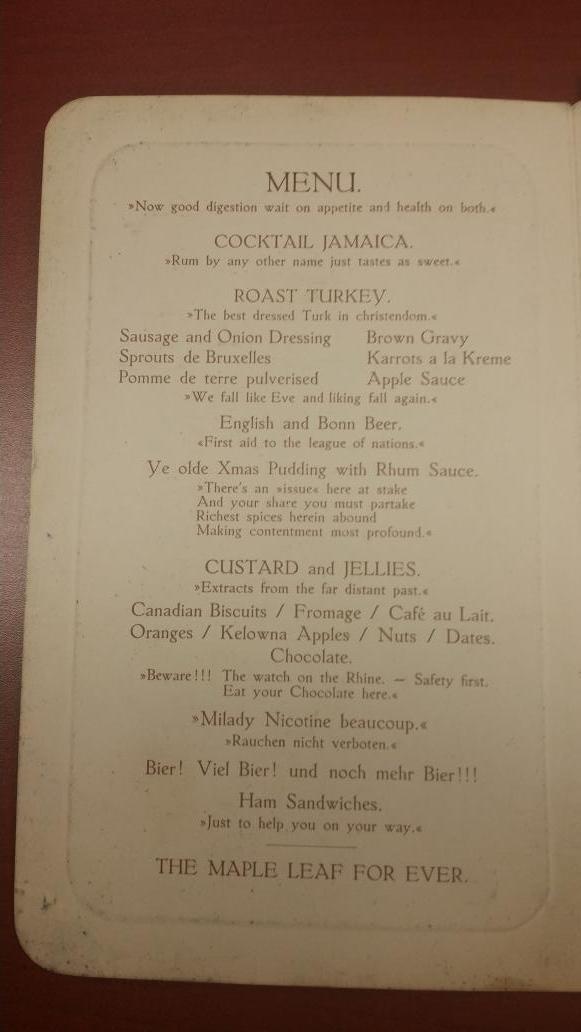 MENU.
»Now good digestion wait on appetite and health on both.«
COCKTAIL JAMAICA.
»Rum by any other name just tastes as sweet.«
ROAST TURKEY.
»The best dressed Turk in christendom.«
Sausage and Onion Dressing Brown Gravy
Sprouts de Bruxelles Karrots a la Kreme
Pomme de terre pulverised Apple Sauce
»We fall like Eve and liking fall again.«
English and Bonn Beer.
«First aid to the league of nations.«
Ye olde Xmas Pudding with Rhum Sauce.
»There's an »issue« here at stake
And your share you must partake
Richest spices herein abound
Making contentment most profound.«
CUSTARD and JELLIES.
»Extracts from the far distant past.«
Canadian Biscuits / Fromage / Café au Lait.
Oranges / Kelowna Apples / Nuts / Dates.
Chocolate.
»Beware!!! The watch on the Rhine. — Safety first.
Eat your Chocolate here.«
»Milady Nicotine beaucoup.«
»Rauchen nicht verboten.«
Bier! Viel Bier! und noch mehr Bier!!!
Ham Sandwiches.
»Just to help you on your way.«
THE MAPLE LEAF FOR EVER.